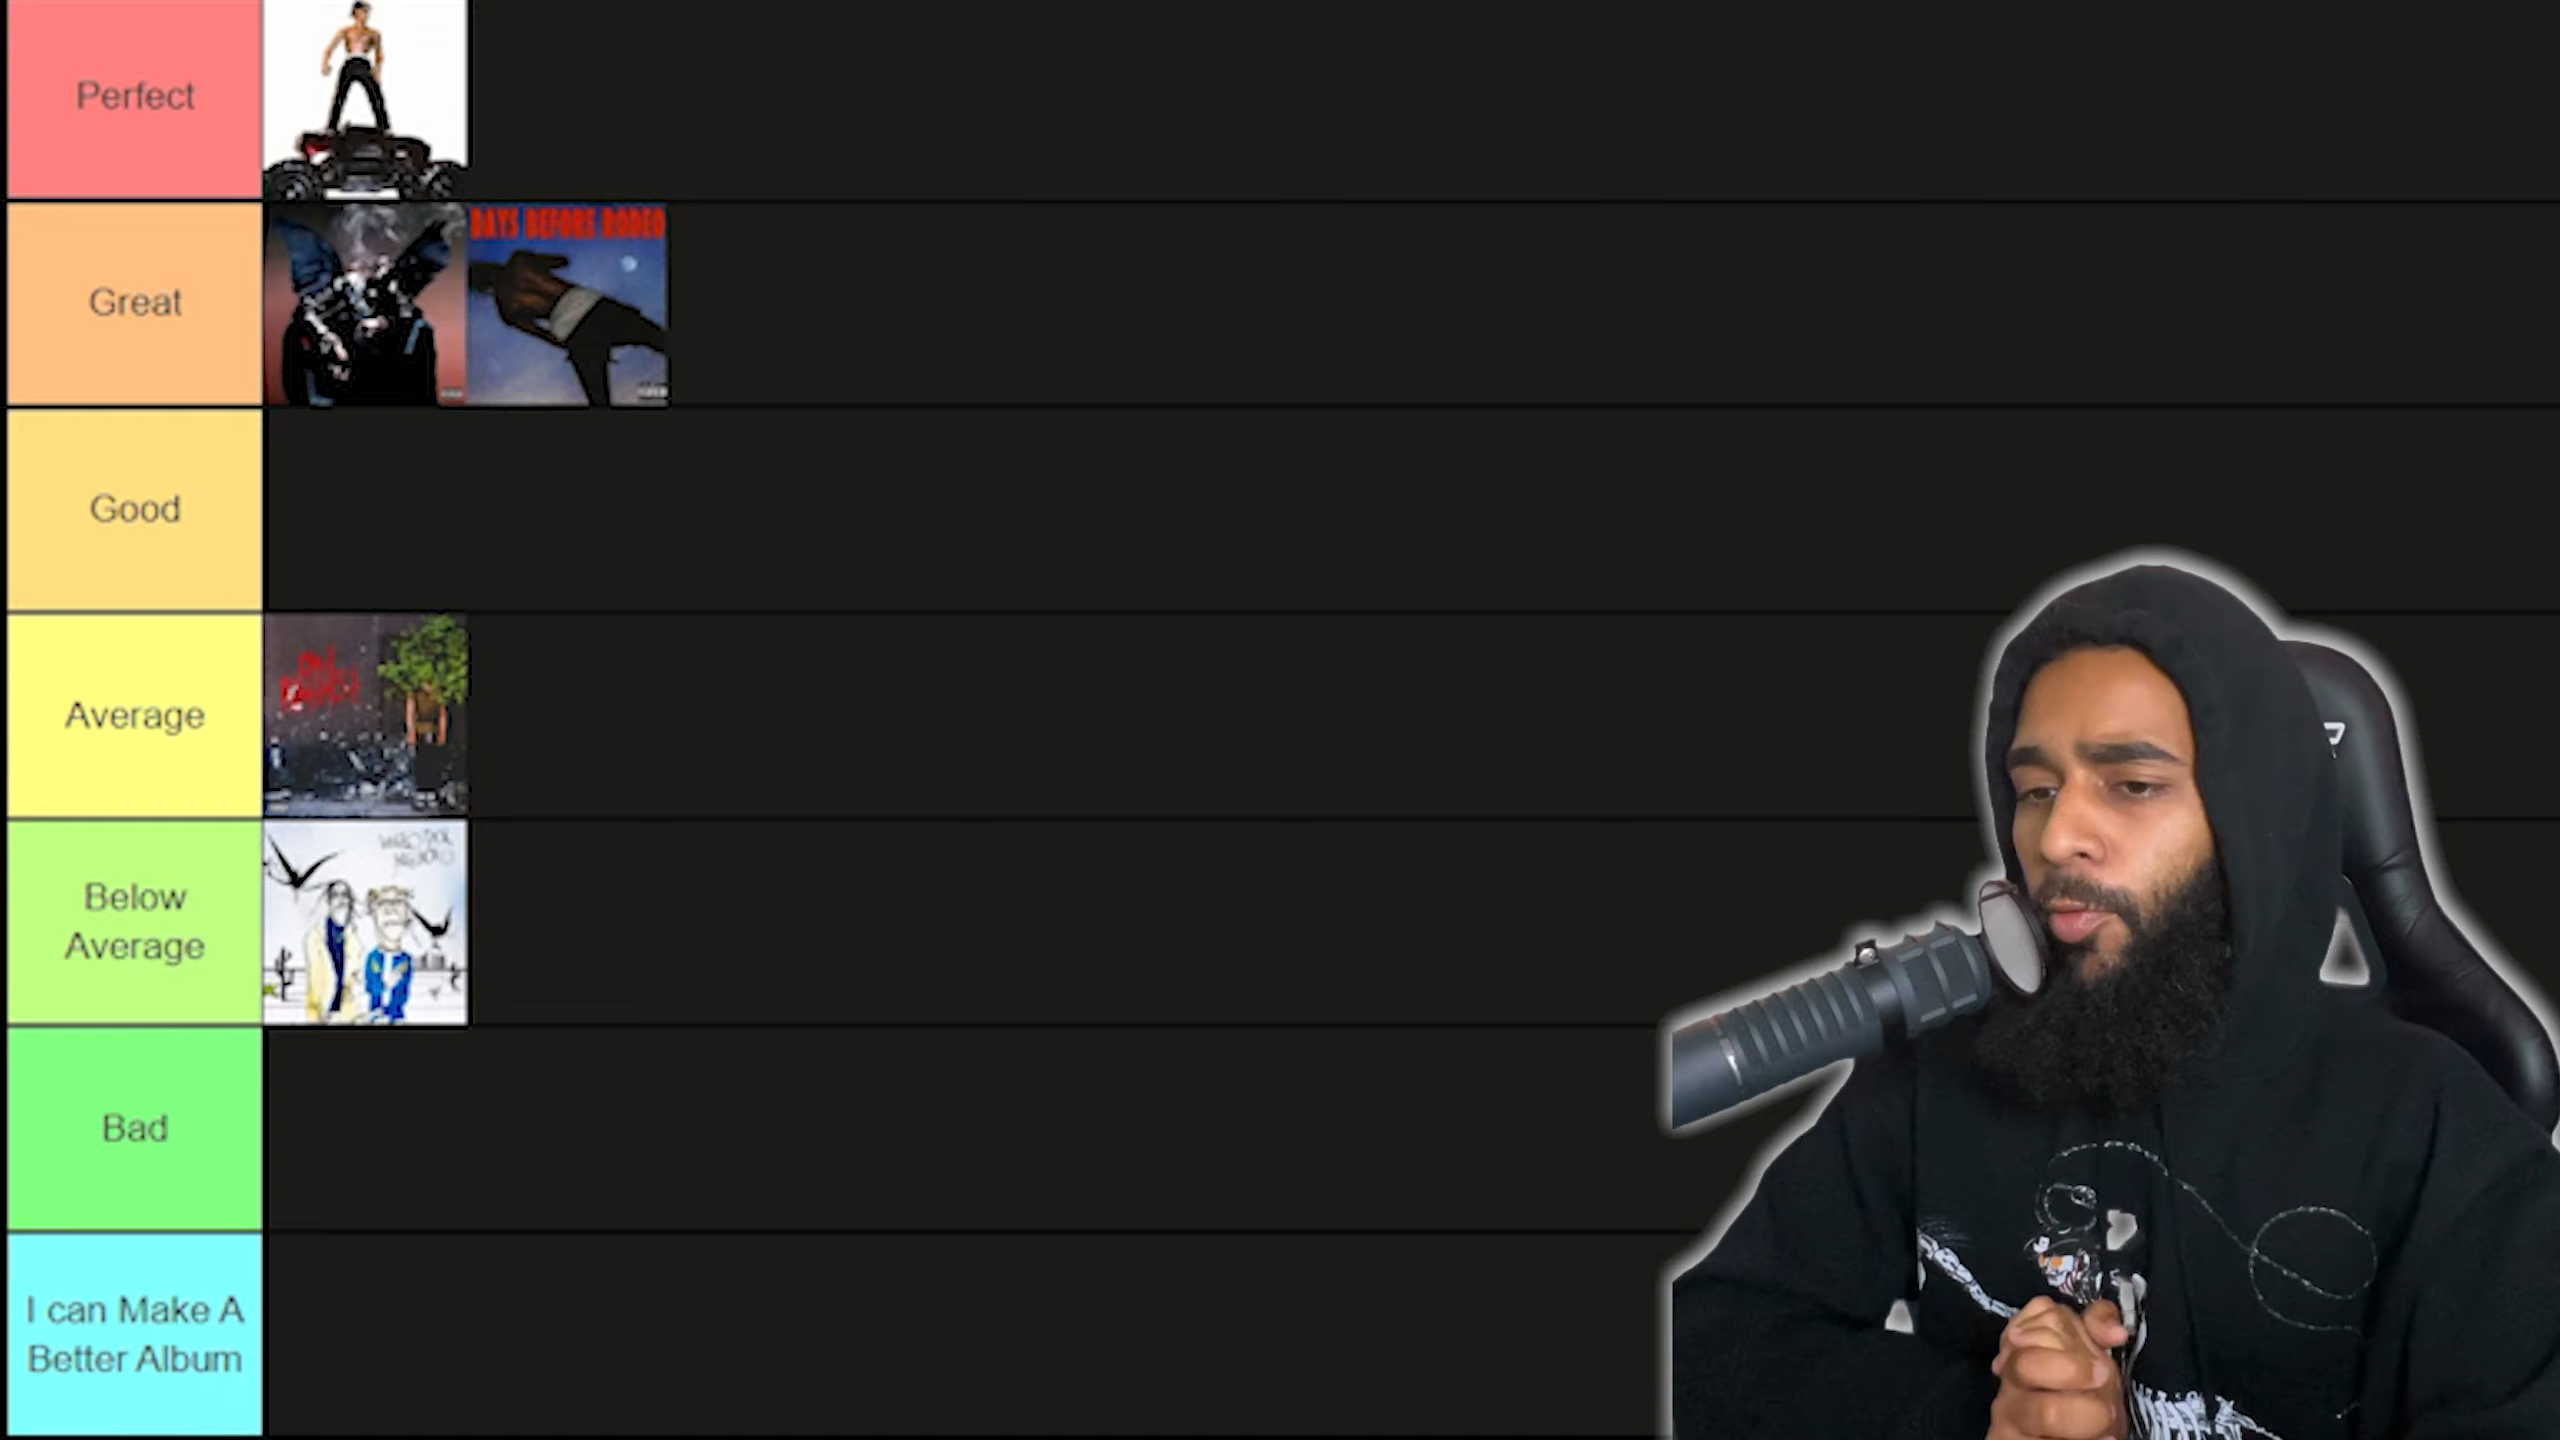 Perfect
Great
DAYS BEFORE RODEO
Good
Average
Below
Average
Bad
I can Make A
Better Album